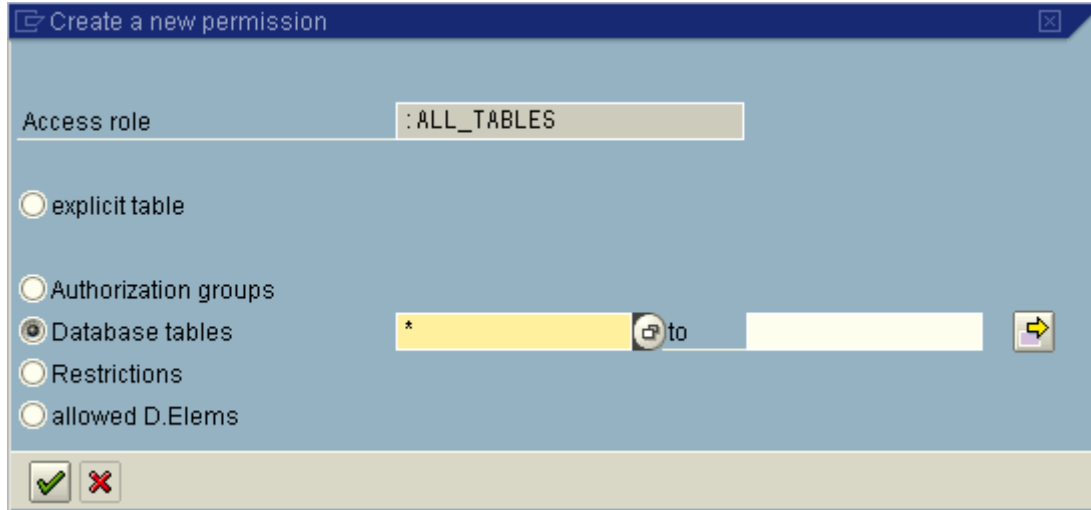 Create a new permission
Access role :ALL_TABLES
explicit table
Authorization groups
Database tables * to
Restrictions
allowed D.Elems